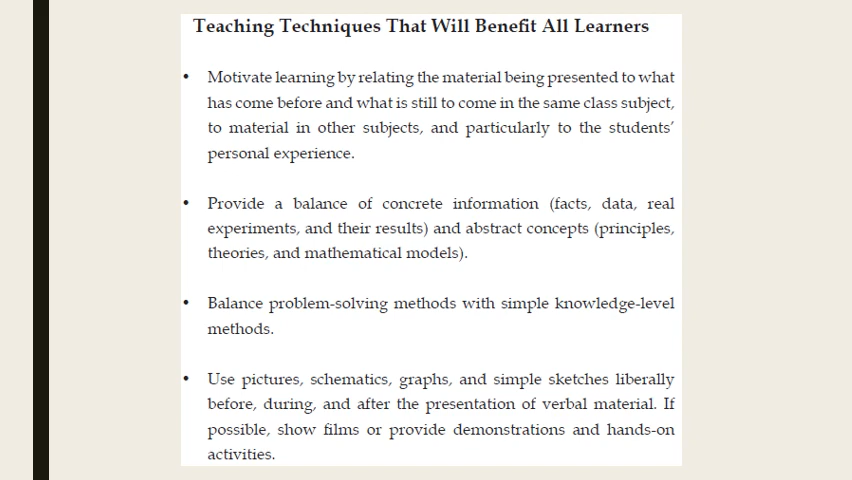 Teaching Techniques That Will Benefit All Learners
• Motivate learning by relating the material being presented to what
has come before and what is still to come in the same class subject,
to material in other subjects, and particularly to the students’
personal experience.
• Provide a balance of concrete information (facts, data, real
experiments, and their results) and abstract concepts (principles,
theories, and mathematical models).
• Balance problem-solving methods with simple knowledge-level
methods.
• Use pictures, schematics, graphs, and simple sketches liberally
before, during, and after the presentation of verbal material. If
possible, show films or provide demonstrations and hands-on
activities.